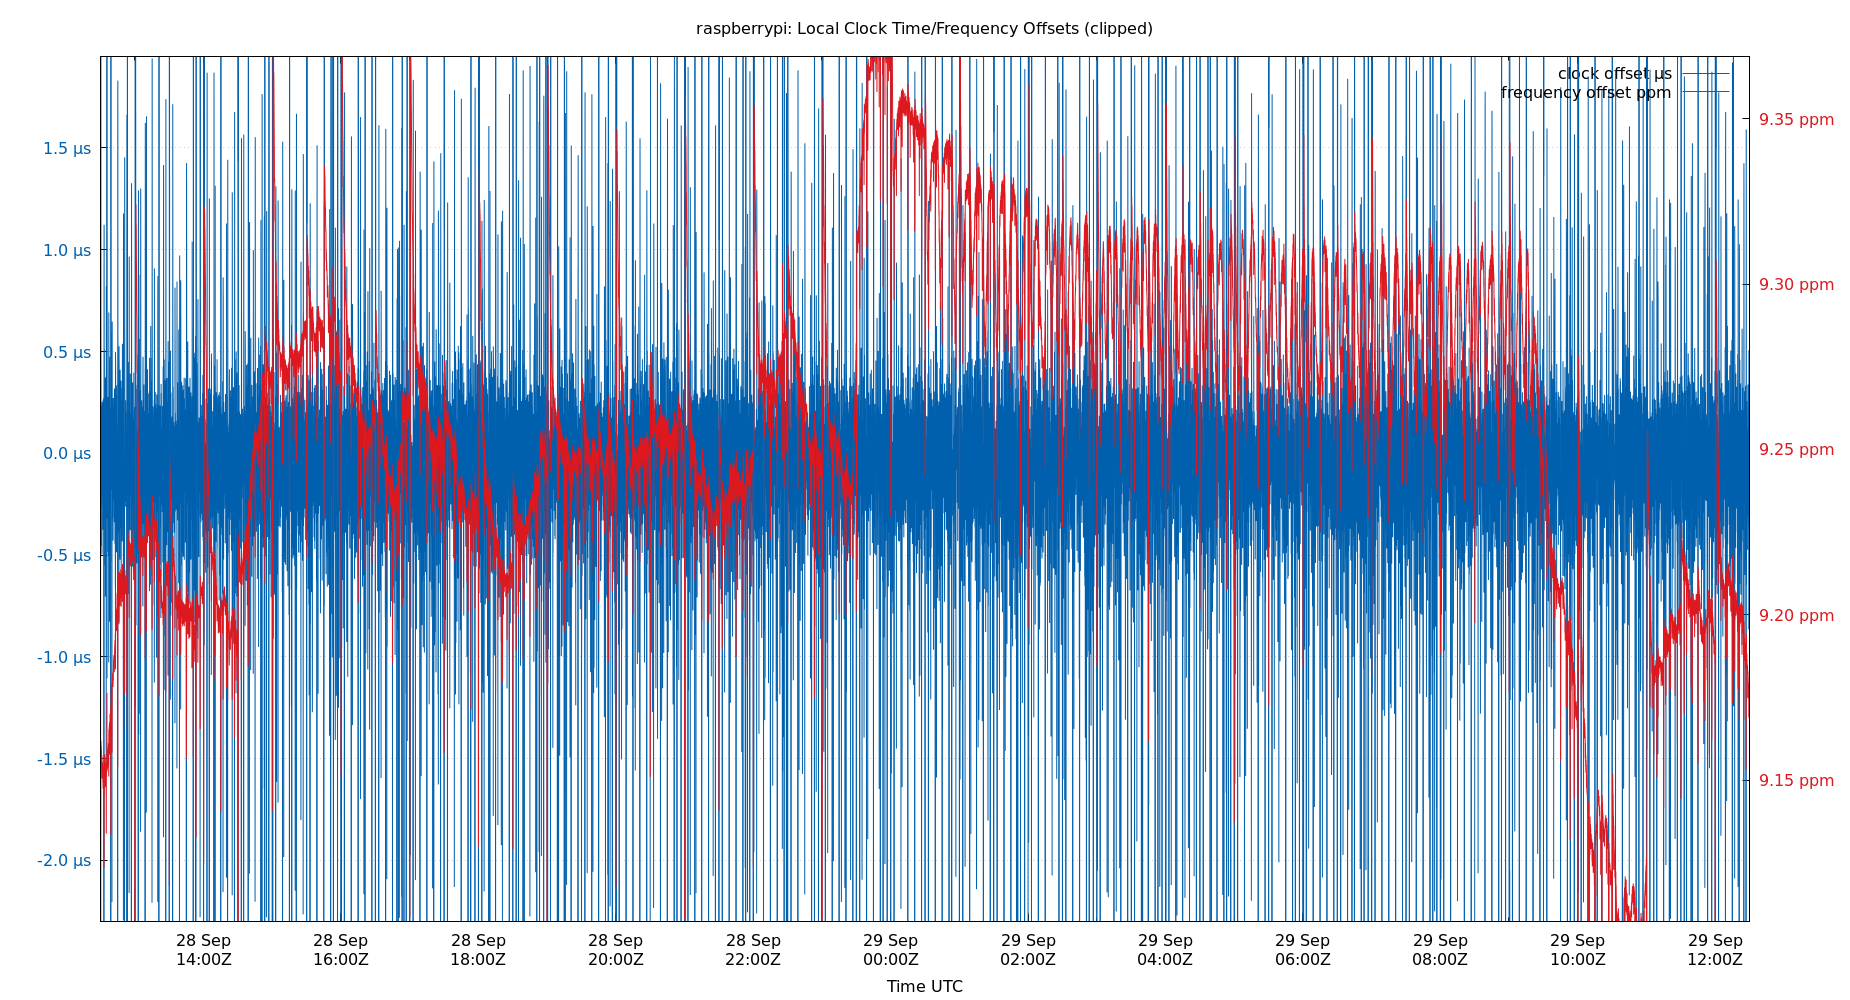 raspberrypi: Local Clock Time/Frequency Offsets (clipped)
clock offset µs
frequency offset ppm
1.5 µs
1.0 µs
0.5 µs
0.0 µs
-0.5 µs
-1.0 µs
-1.5 µs
-2.0 µs
9.35 ppm
9.30 ppm
9.25 ppm
9.20 ppm
9.15 ppm
28 Sep 28 Sep 28 Sep 28 Sep 28 Sep 29 Sep 29 Sep 29 Sep 29 Sep 29 Sep 29 Sep 29 Sep
14:00Z 16:00Z 18:00Z 20:00Z 22:00Z 00:00Z 02:00Z 04:00Z 06:00Z 08:00Z 10:00Z 12:00Z
Time UTC